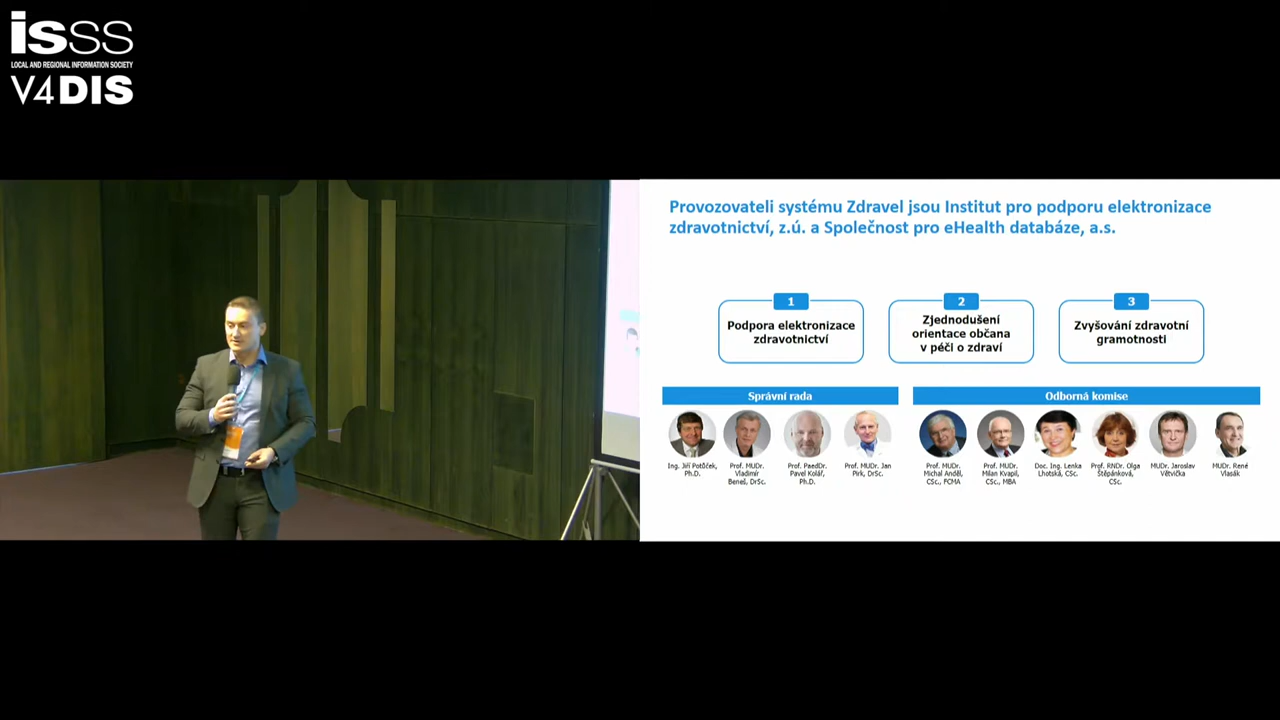 isss
LOCAL AND REGIONAL INFORMATION SOCIETY
V4DIS
Provozovateli systému Zdravel jsou Institut pro podporu elektronizace
zdravotnictví, z.ú. a Společnost pro eHealth databáze, a.s.
1
Podpora elektronizace
zdravotnictví
2
Zjednodušení
orientace občana
v péči o zdraví
3
Zvyšování zdravotní
gramotnosti
Správní rada
Ing. Jiří Potůček,
Ph.D.
Prof. MUDr.
Vladimír
Beneš, DrSc.
Prof. PaedDr.
Pavel Kolář,
Ph.D.
Prof. MUDr. Jan
Pirk, DrSc.
Odborná komise
Prof. MUDr.
Michal Anděl,
CSc., FCMA
Prof. MUDr.
Milan Kvapil,
CSc., MBA
Doc. Ing. Lenka
Lhotská, CSc.
Prof. RNDr. Olga
Štěpánková,
CSc.
MUDr. Jaroslav
Větvička
MUDr. René
Vlasák